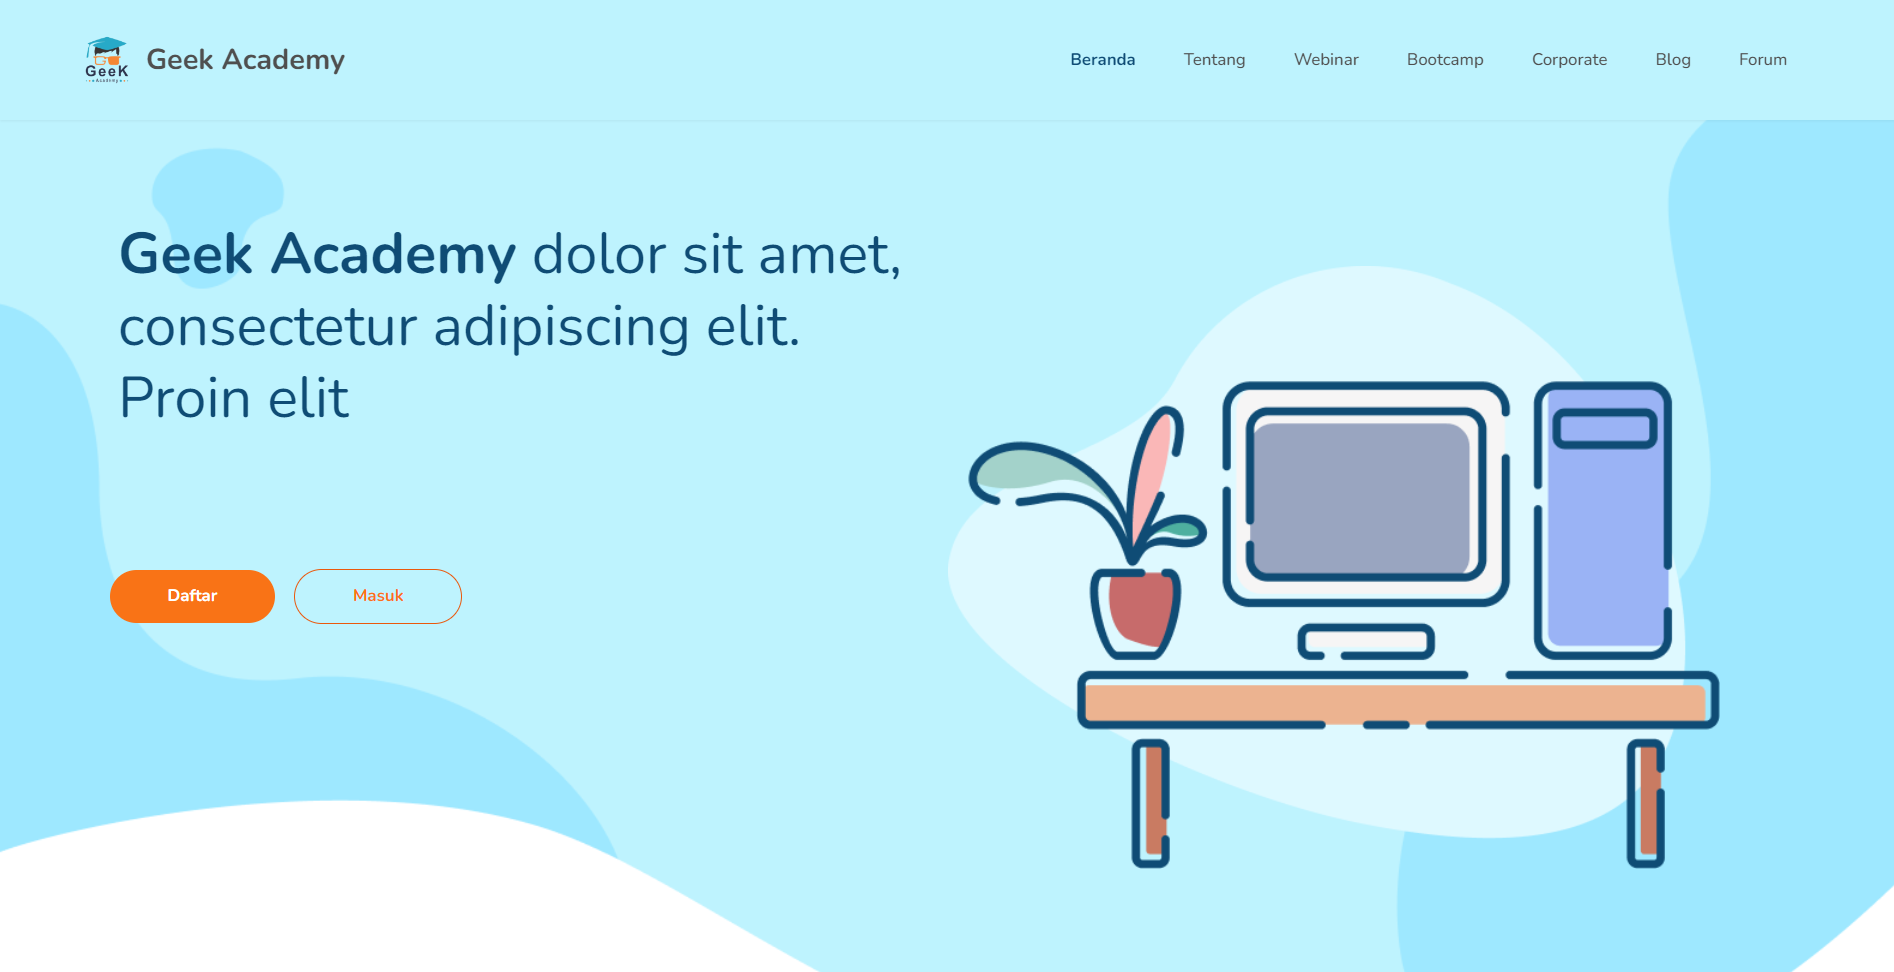 GeeK
Academy
Geek Academy
Beranda
Tentang
Webinar
Bootcamp
Corporate
Blog
Forum
Geek Academy dolor sit amet,
consectetur adipiscing elit.
Proin elit
Daftar
Masuk